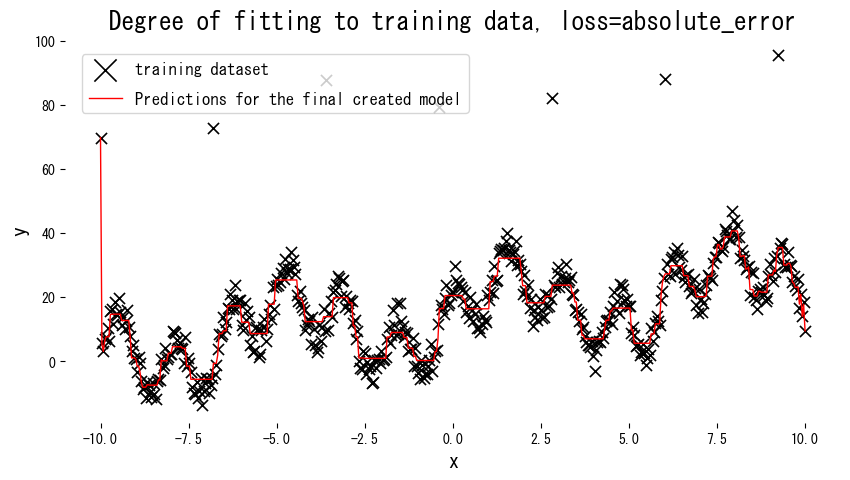 Degree of fitting to training data, loss=absolute_error
100
80
60
40
20
0
y
training dataset
Predictions for the final created model
-10.0 -7.5 -5.0 -2.5 0.0 2.5 5.0 7.5 10.0
x